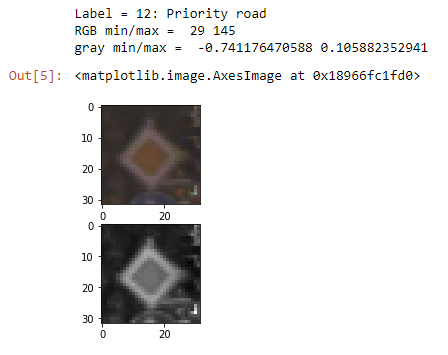 Label = 12: Priority road
RGB min/max =  29 145
gray min/max =  -0.741176470588 0.105882352941
Out[5]: <matplotlib.image.AxesImage at 0x18966fc1fd0>
0
10
20
30
0 20
0
10
20
30
0 20